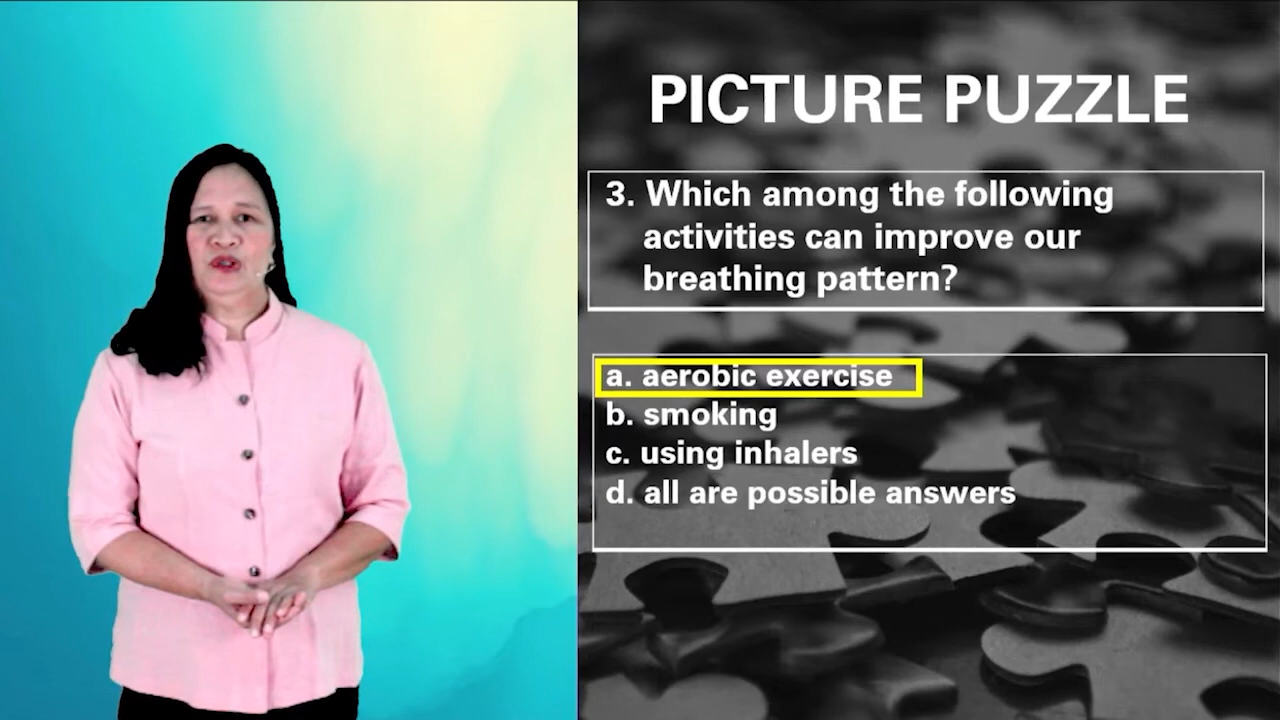 PICTURE PUZZLE
3. Which among the following
activities can improve our
breathing pattern?
a. aerobic exercise
b. smoking
c. using inhalers
d. all are possible answers